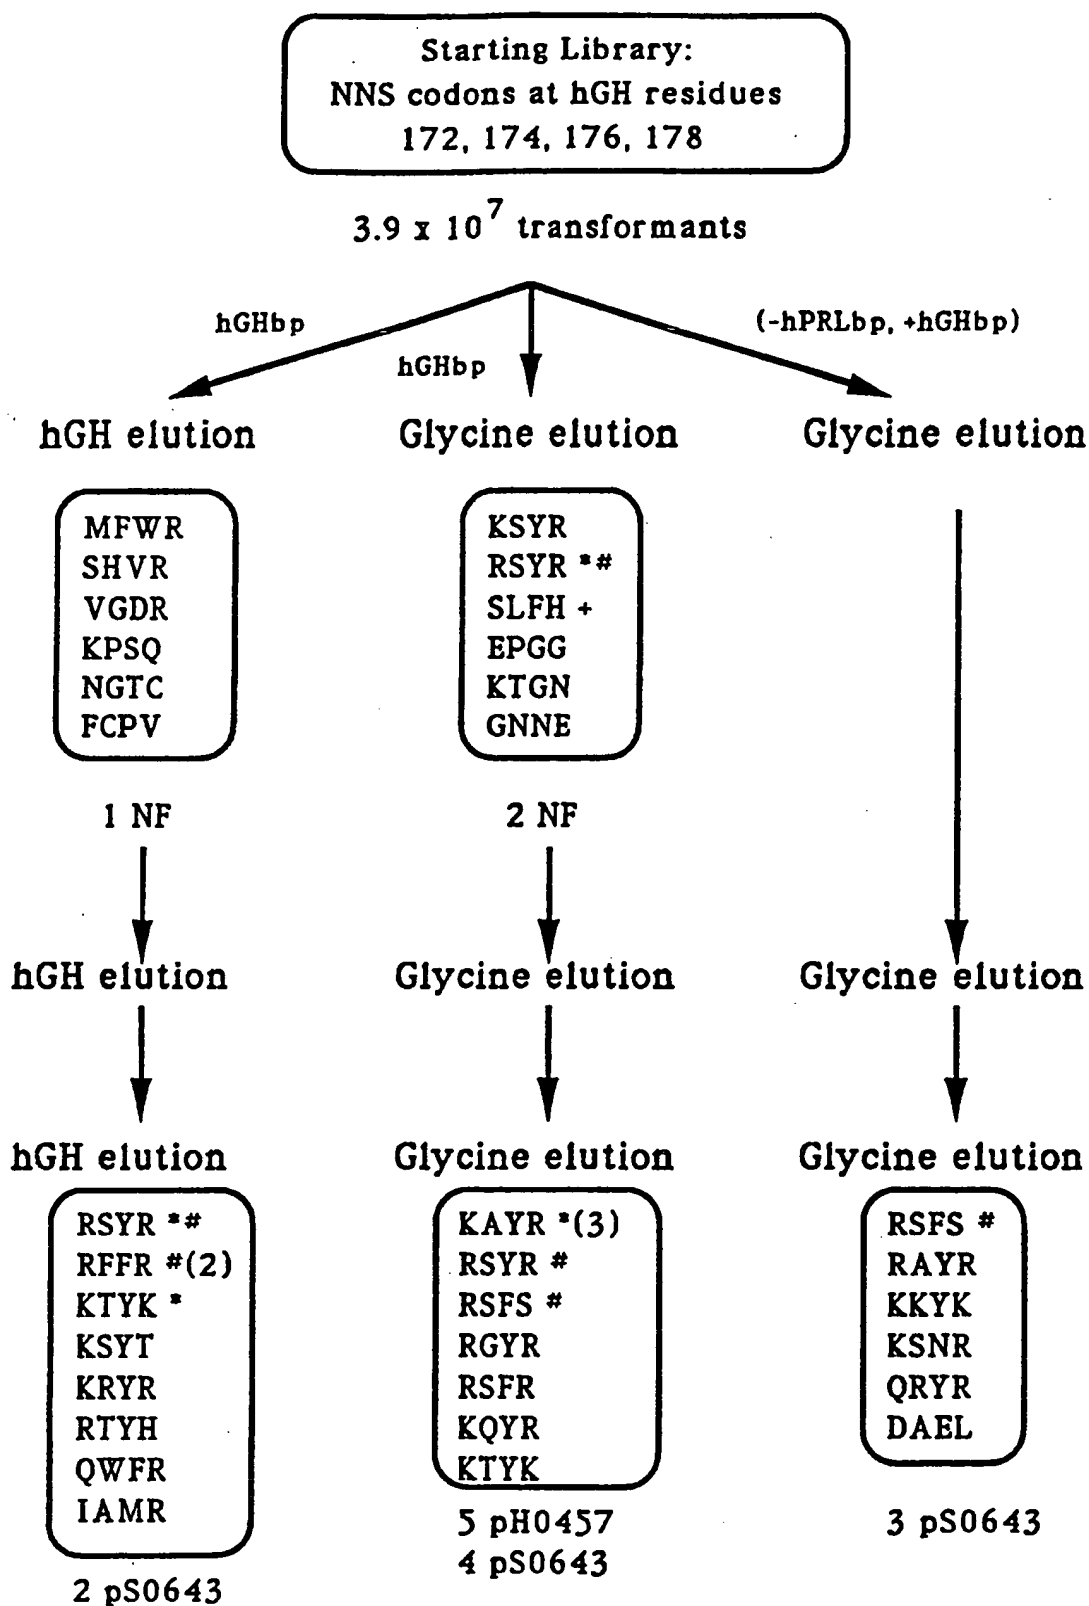 Starting Library:
NNS codons at hGH residues
172, 174, 176, 178
3.9 x 10^7 transformants
hGHbp
hGHbp
(-hPRLbp, +hGHbp)
hGH elution
Glycine elution
Glycine elution
MFWR
SHVR
VGDR
KPSQ
NGTC
FCPV
KSYR
RSYR *#
SLFH +
EPGG
KTGN
GNNE
1 NF
2 NF
hGH elution
Glycine elution
Glycine elution
hGH elution
Glycine elution
Glycine elution
RSYR *#
RFFR #(2)
KTYK *
KSYT
KRYR
RTYH
QWFR
IAMR
KAYR *(3)
RSYR #
RSFS #
RGYR
RSFR
KQYR
KTYK
RSFS #
RAYR
KKYK
KSNR
QRYR
DAEL
2 pS0643
5 pH0457
4 pS0643
3 pS0643